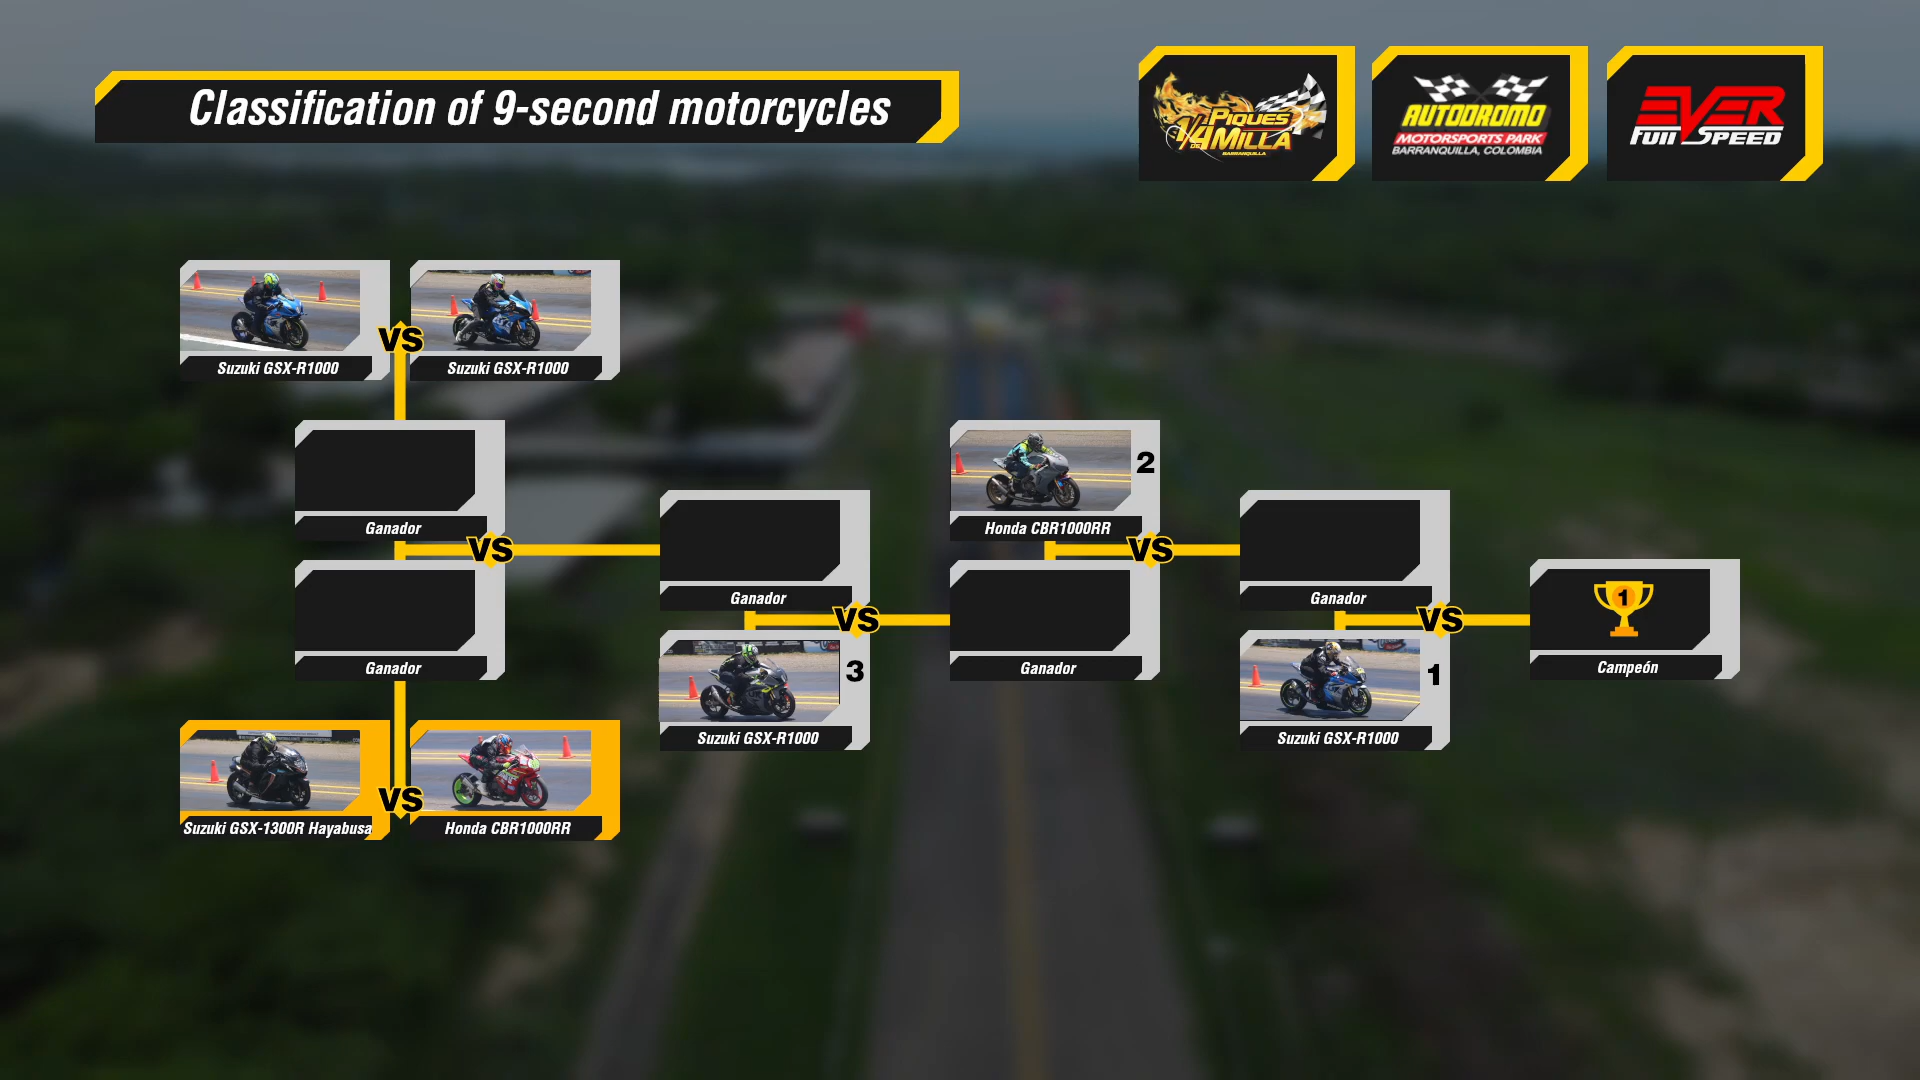 Classification of 9-second motorcycles
PIQUES
1/4 DE MILLA
BARRANQUILLA
AUTODROMO
MOTORSPORTS PARK
BARRANQUILLA, COLOMBIA
EVER
FUN SPEED
Suzuki GSX-R1000
VS
Suzuki GSX-R1000
Ganador
VS
Ganador
Suzuki GSX-1300R Hayabusa
VS
Honda CBR1000RR
Ganador
VS
3
Suzuki GSX-R1000
2
Honda CBR1000RR
VS
Ganador
Ganador
VS
1
Suzuki GSX-R1000
1
Campeón